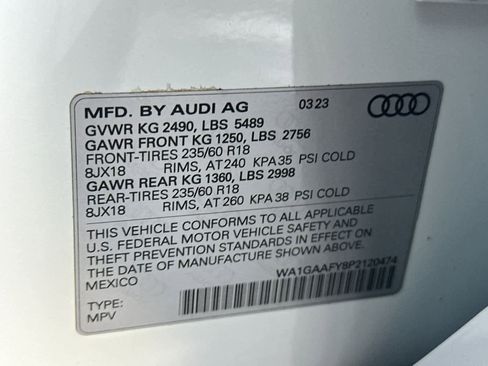 MFD. BY AUDI AG 03 23
GVWR KG 2490, LBS 5489
GAWR FRONT KG 1250, LBS 2756
FRONT-TIRES 235/60 R18
8JX18 RIMS, AT 240 KPA 35 PSI COLD
GAWR REAR KG 1360, LBS 2998
REAR-TIRES 235/60 R18
8JX18 RIMS, AT 260 KPA 38 PSI COLD
THIS VEHICLE CONFORMS TO ALL APPLICABLE
U.S. FEDERAL MOTOR VEHICLE SAFETY AND
THEFT PREVENTION STANDARDS IN EFFECT ON
THE DATE OF MANUFACTURE SHOWN ABOVE.
MEXICO
WA1GAAFY8P2120474
TYPE:
MPV